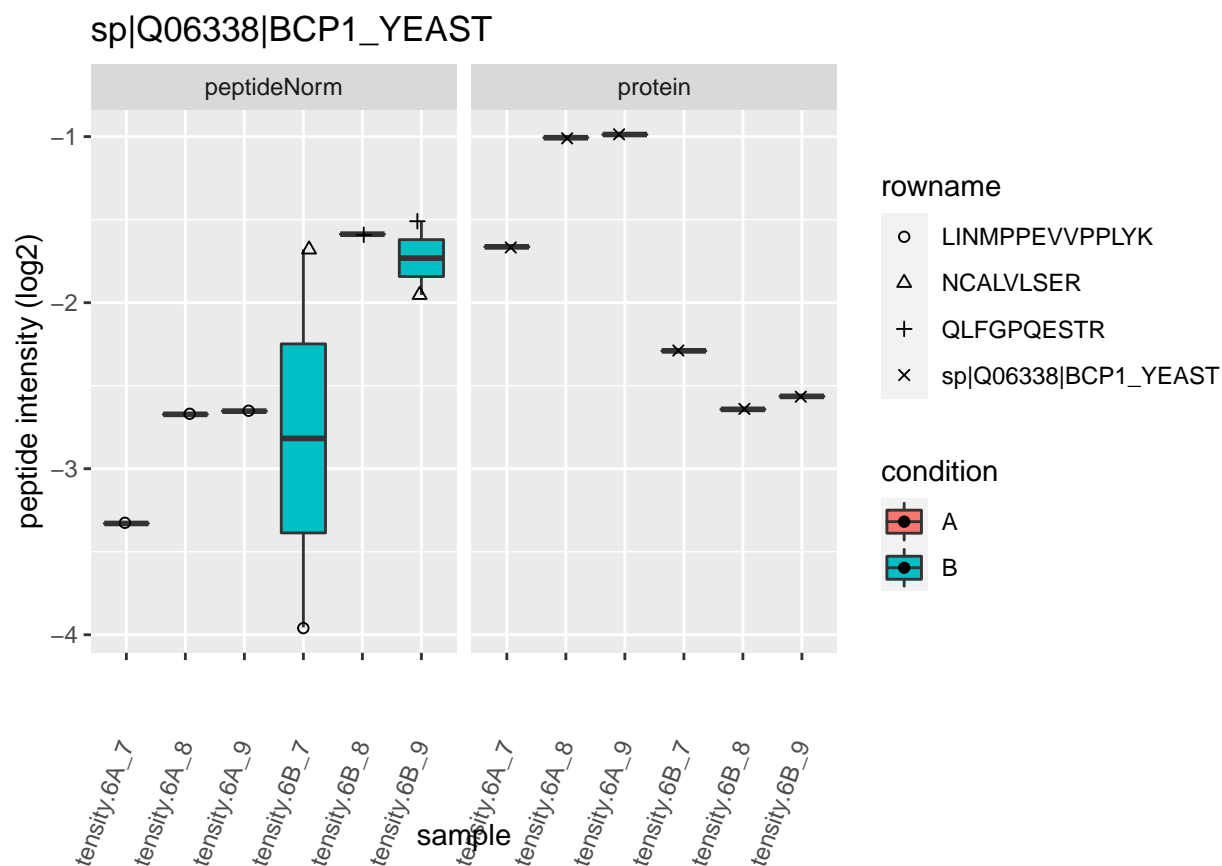 sp|Q06338|BCP1_YEAST
peptideNorm
protein
peptide intensity (log2)
−1
−2
−3
−4
tensity.6A_7
tensity.6A_8
tensity.6A_9
tensity.6B_7
tensity.6B_8
tensity.6B_9
tensity.6A_7
tensity.6A_8
tensity.6A_9
tensity.6B_7
tensity.6B_8
tensity.6B_9
sample
rowname
LINMPPEVVPPLYK
NCALVLSER
QLFGPQESTR
sp|Q06338|BCP1_YEAST
condition
A
B